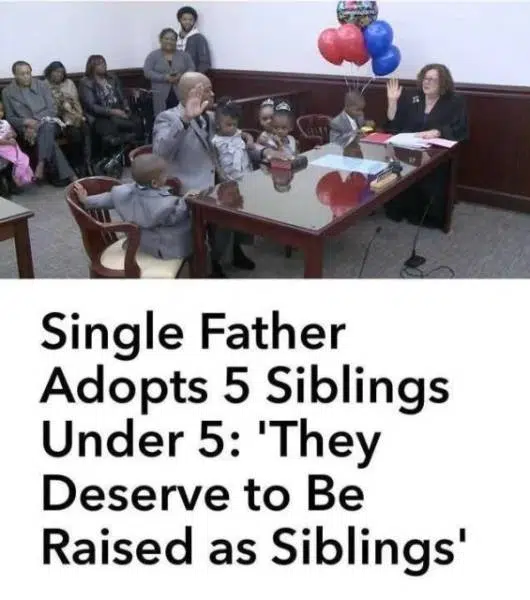 Single Father
Adopts 5 Siblings
Under 5: 'They
Deserve to Be
Raised as Siblings'